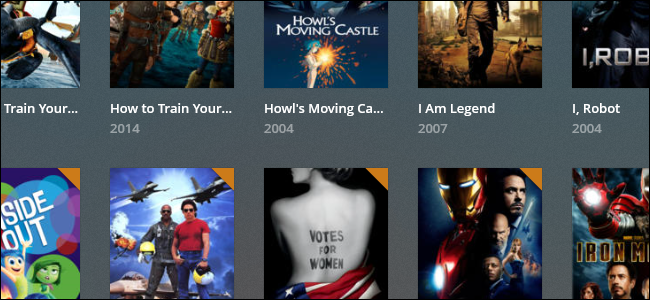 HOWL'S
MOVING CASTLE
I, ROB
Train Your...
How to Train Your...
Howl's Moving Ca...
I Am Legend
I, Robot
2014
2004
2007
2004
SIDE
OUT
VOTES
FOR
WOMEN
IRON M